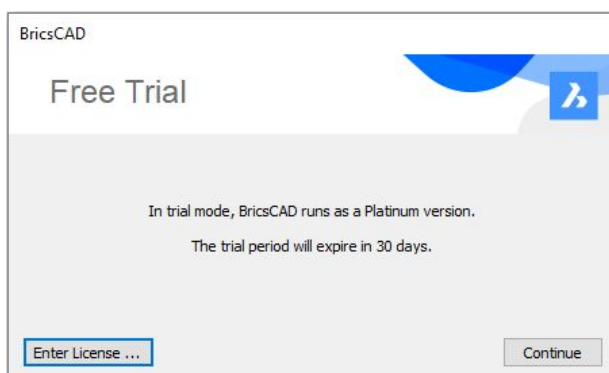 BricsCAD
Free Trial
In trial mode, BricsCAD runs as a Platinum version.
The trial period will expire in 30 days.
Enter License ...
Continue